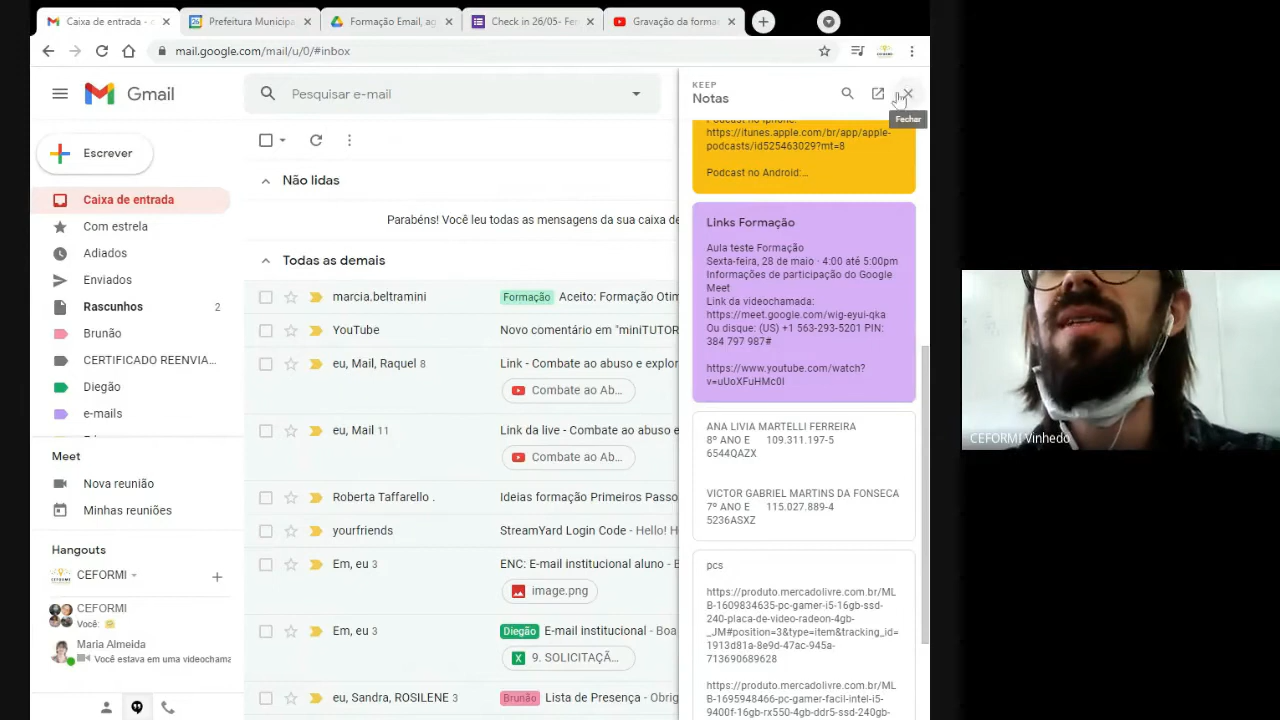 Caixa de entrada - c
Prefeitura Municipa
Formação Email, ag
Check in 26/05- Fer
Gravação da forma
mail.google.com/mail/u/0/#inbox
Gmail
Pesquisar e-mail
KEEP
Notas
Fechar
Escrever
Caixa de entrada
Com estrela
Adiados
Enviados
Rascunhos 2
Brunão
CERTIFICADO REENVIA...
Diegão
e-mails
Meet
Nova reunião
Minhas reuniões
Hangouts
CEFORMI
CEFORMI
Você:
Maria Almeida
Você estava em uma videochama
Não lidas
Parabéns! Você leu todas as mensagens da sua caixa de
Todas as demais
marcia.beltramini Formação Aceito: Formação Otim
YouTube Novo comentário em "miniTUTOR
eu, Mail, Raquel 8 Link - Combate ao abuso e explor
Combate ao Ab...
eu, Mail 11 Link da live - Combate ao abuso e
Combate ao Ab...
Roberta Taffarello . Ideias formação Primeiros Passo
yourfriends StreamYard Login Code - Hello! H
Em, eu 3 ENC: E-mail institucional aluno - E
image.png
Em, eu 3 Diegão E-mail institucional - Boa
9. SOLICITAÇÃ...
eu, Sandra, ROSILENE 3 Brunão Lista de Presença - Obrig
Podcast no Iphone:
https://itunes.apple.com/br/app/apple-
podcasts/id525463029?mt=8
Podcast no Android:...
Links Formação
Aula teste Formação
Sexta-feira, 28 de maio · 4:00 até 5:00pm
Informações de participação do Google
Meet
Link da videochamada:
https://meet.google.com/wig-eyui-qka
Ou disque: (US) +1 563-293-5201 PIN:
384 797 987#
https://www.youtube.com/watch?
v=uUoXFuHMc0I
ANA LIVIA MARTELLI FERREIRA
8º ANO E 109.311.197-5
6544QAZX
VICTOR GABRIEL MARTINS DA FONSECA
7º ANO E 115.027.889-4
5236ASXZ
pcs
https://produto.mercadolivre.com.br/ML
B-1609834635-pc-gamer-i5-16gb-ssd-
240-placa-de-video-radeon-4gb-
_JM#position=3&type=item&tracking_id=
1913d81a-8e9d-47ac-945a-
713690689628
https://produto.mercadolivre.com.br/ML
B-1695948466-pc-gamer-facil-intel-i5-
9400f-16gb-rx550-4gb-ddr5-ssd-240gb-
CEFORMI Vinhedo